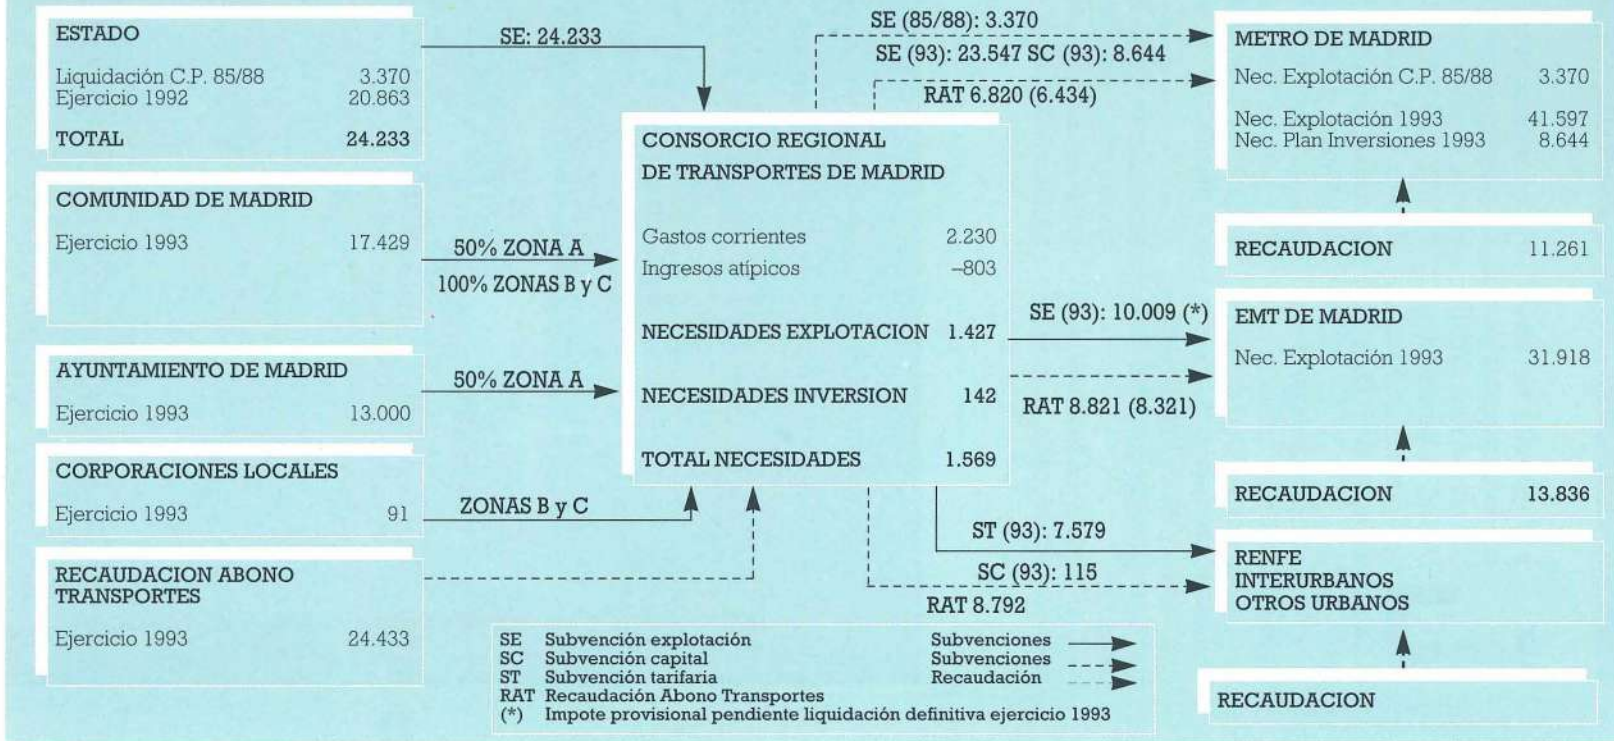 ESTADO
Liquidación C.P. 85/88 3.370
Ejercicio 1992 20.863
TOTAL 24.233
COMUNIDAD DE MADRID
Ejercicio 1993 17.429
AYUNTAMIENTO DE MADRID
Ejercicio 1993 13.000
CORPORACIONES LOCALES
Ejercicio 1993 91
RECAUDACION ABONO
TRANSPORTES
Ejercicio 1993 24.433
SE: 24.233
50% ZONA A
100% ZONAS B y C
50% ZONA A
ZONAS B y C
CONSORCIO REGIONAL
DE TRANSPORTES DE MADRID
Gastos corrientes 2.230
Ingresos atípicos –803
NECESIDADES EXPLOTACION 1.427
NECESIDADES INVERSION 142
TOTAL NECESIDADES 1.569
SE (85/88): 3.370
SE (93): 23.547 SC (93): 8.644
RAT 6.820 (6.434)
SE (93): 10.009 (*)
RAT 8.821 (8.321)
ST (93): 7.579
SC (93): 115
RAT 8.792
METRO DE MADRID
Nec. Explotación C.P. 85/88 3.370
Nec. Explotación 1993 41.597
Nec. Plan Inversiones 1993 8.644
RECAUDACION 11.261
EMT DE MADRID
Nec. Explotación 1993 31.918
RECAUDACION 13.836
RENFE
INTERURBANOS
OTROS URBANOS
RECAUDACION
SE Subvención explotación Subvenciones
SC Subvención capital Subvenciones
ST Subvención tarifaria Recaudación
RAT Recaudación Abono Transportes
(*) Impote provisional pendiente liquidación definitiva ejercicio 1993